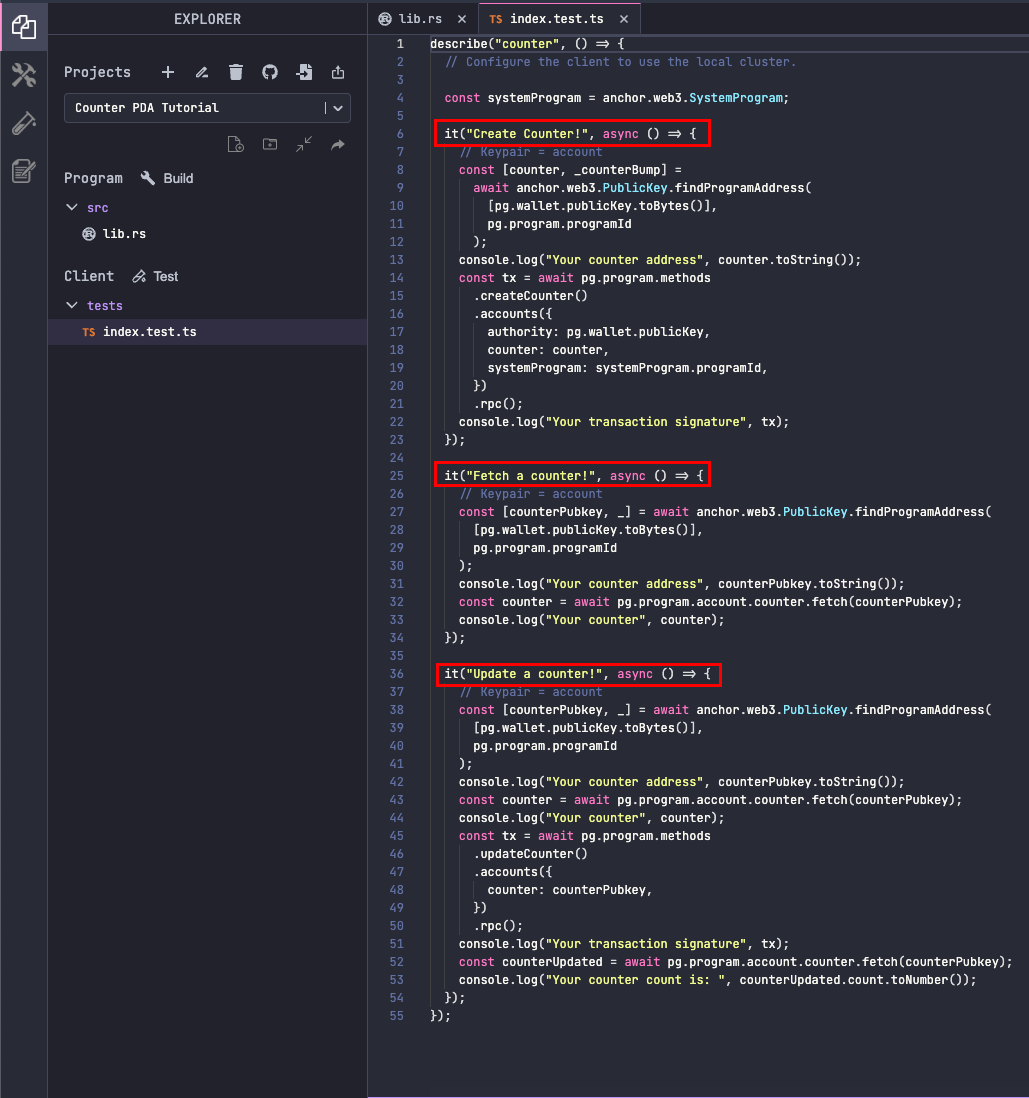 EXPLORER
Projects
Counter PDA Tutorial
Program Build
src
lib.rs
Client Test
tests
TS index.test.ts
lib.rs ×
TS index.test.ts ×
1 describe("counter", () => {
2 // Configure the client to use the local cluster.
3
4 const systemProgram = anchor.web3.SystemProgram;
5
6 it("Create Counter!", async () => {
7 // Keypair = account
8 const [counter, _counterBump] =
9 await anchor.web3.PublicKey.findProgramAddress(
10 [pg.wallet.publicKey.toBytes()],
11 pg.program.programId
12 );
13 console.log("Your counter address", counter.toString());
14 const tx = await pg.program.methods
15 .createCounter()
16 .accounts({
17 authority: pg.wallet.publicKey,
18 counter: counter,
19 systemProgram: systemProgram.programId,
20 })
21 .rpc();
22 console.log("Your transaction signature", tx);
23 });
24
25 it("Fetch a counter!", async () => {
26 // Keypair = account
27 const [counterPubkey, _] = await anchor.web3.PublicKey.findProgramAddress(
28 [pg.wallet.publicKey.toBytes()],
29 pg.program.programId
30 );
31 console.log("Your counter address", counterPubkey.toString());
32 const counter = await pg.program.account.counter.fetch(counterPubkey);
33 console.log("Your counter", counter);
34 });
35
36 it("Update a counter!", async () => {
37 // Keypair = account
38 const [counterPubkey, _] = await anchor.web3.PublicKey.findProgramAddress(
39 [pg.wallet.publicKey.toBytes()],
40 pg.program.programId
41 );
42 console.log("Your counter address", counterPubkey.toString());
43 const counter = await pg.program.account.counter.fetch(counterPubkey);
44 console.log("Your counter", counter);
45 const tx = await pg.program.methods
46 .updateCounter()
47 .accounts({
48 counter: counterPubkey,
49 })
50 .rpc();
51 console.log("Your transaction signature", tx);
52 const counterUpdated = await pg.program.account.counter.fetch(counterPubkey);
53 console.log("Your counter count is: ", counterUpdated.count.toNumber());
54 });
55 });